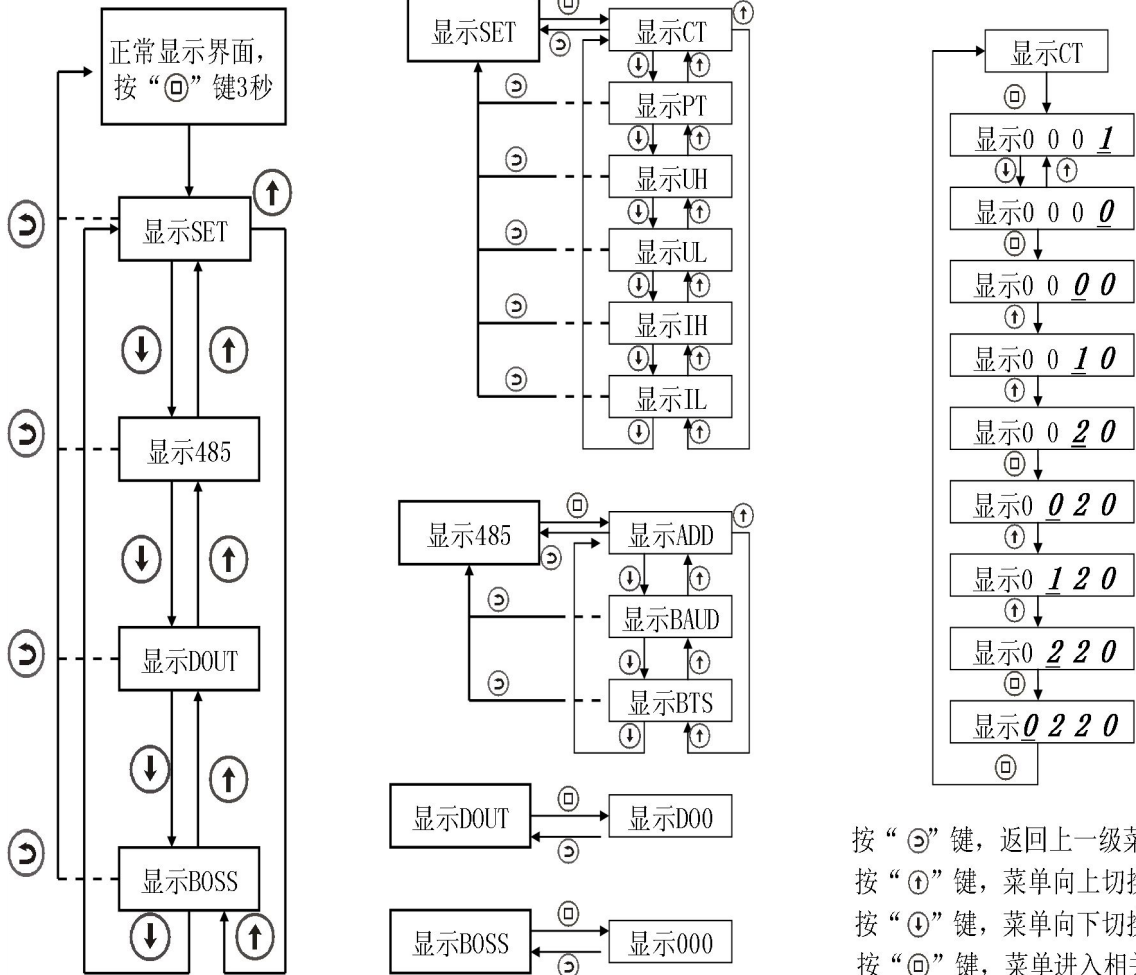 正常显示界面，
按“回”键3秒
显示SET
显示485
显示DOUT
显示BOSS
显示SET
显示CT
显示PT
显示UH
显示UL
显示IH
显示IL
显示485
显示ADD
显示BAUD
显示BTS
显示DOUT
显示DO0
显示BOSS
显示000
显示CT
显示0 0 0 1
显示0 0 0 0
显示0 0 0 0
显示0 0 1 0
显示0 0 2 0
显示0 0 2 0
显示0 1 2 0
显示0 2 2 0
显示0 2 2 0
按“⊃”键，返回上一级菜
按“↑”键，菜单向上切换
按“↓”键，菜单向下切换
按“回”键，菜单进入相关